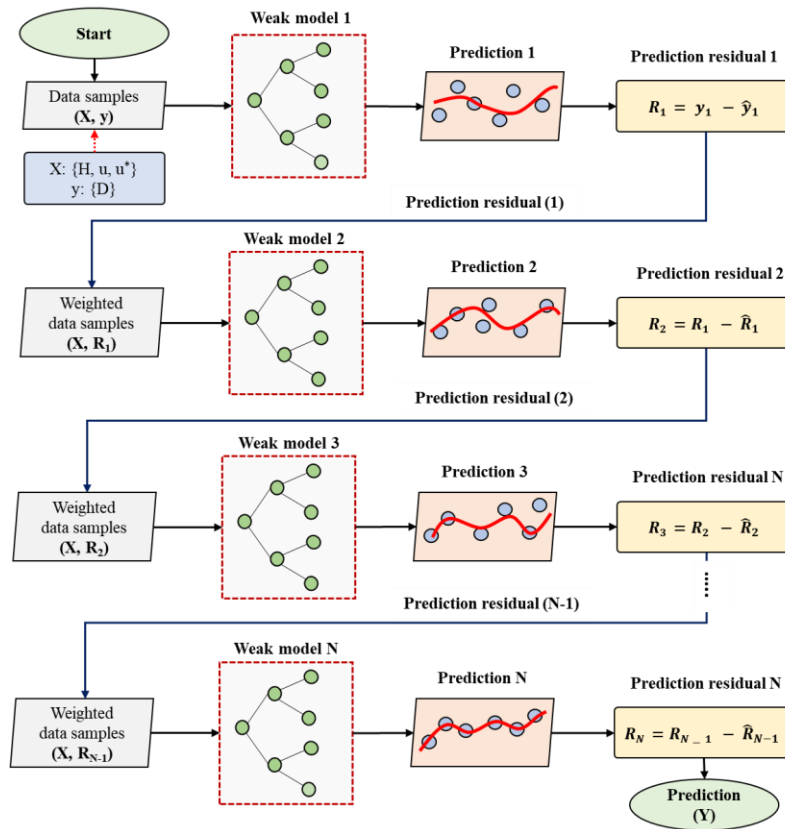 Start
Weak model 1
Prediction 1
Prediction residual 1
Data samples
(X, y)
R₁ = y₁ − ŷ₁
X: {H, u, u*}
y: {D}
Prediction residual (1)
Weak model 2
Prediction 2
Prediction residual 2
Weighted
data samples
(X, R₁)
R₂ = R₁ − R̂₁
Prediction residual (2)
Weak model 3
Prediction 3
Prediction residual N
Weighted
data samples
(X, R₂)
R₃ = R₂ − R̂₂
Prediction residual (N-1)
Weak model N
Prediction N
Prediction residual N
Weighted
data samples
(X, R_N-1)
R_N = R_N_1 − R̂_N−1
Prediction
(Y)